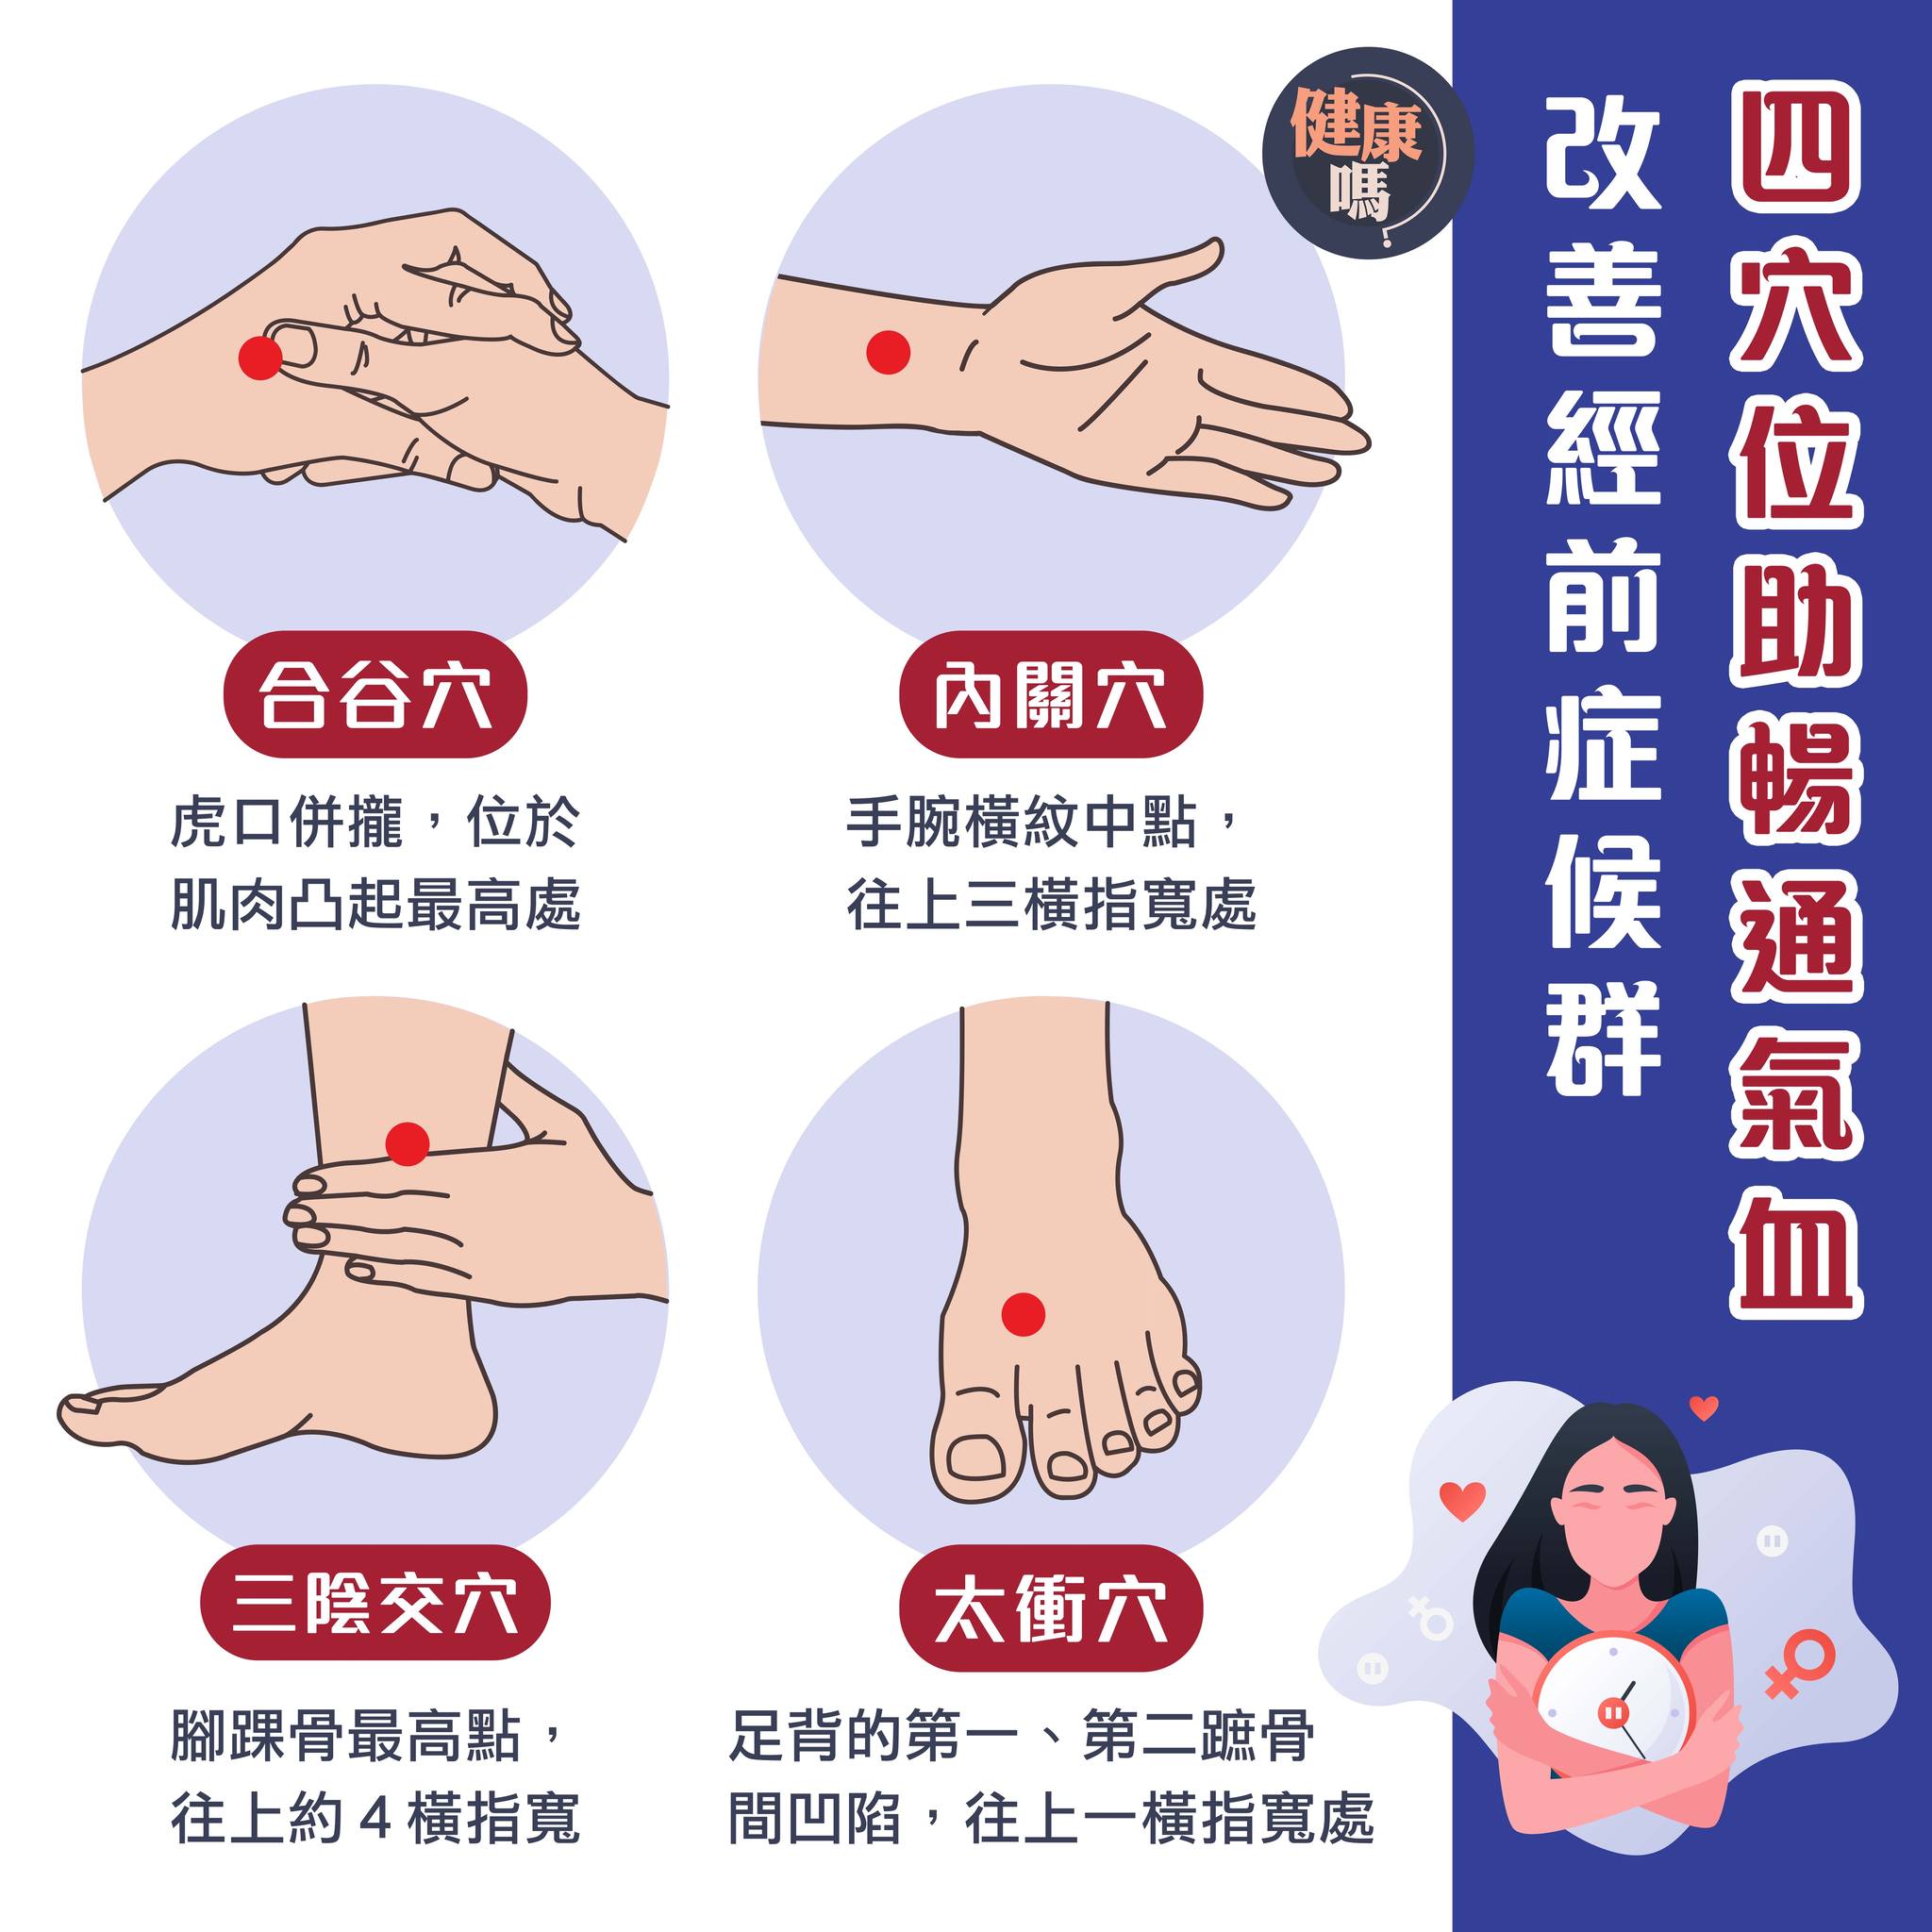 四穴位助暢通氣血
改善經前症候群
健康
嗎?
合谷穴
虎口併攏，位於
肌肉凸起最高處
內關穴
手腕橫紋中點，
往上三橫指寬處
三陰交穴
腳踝骨最高點，
往上約4橫指寬
太衝穴
足背的第一、第二蹠骨
間凹陷，往上一橫指寬處